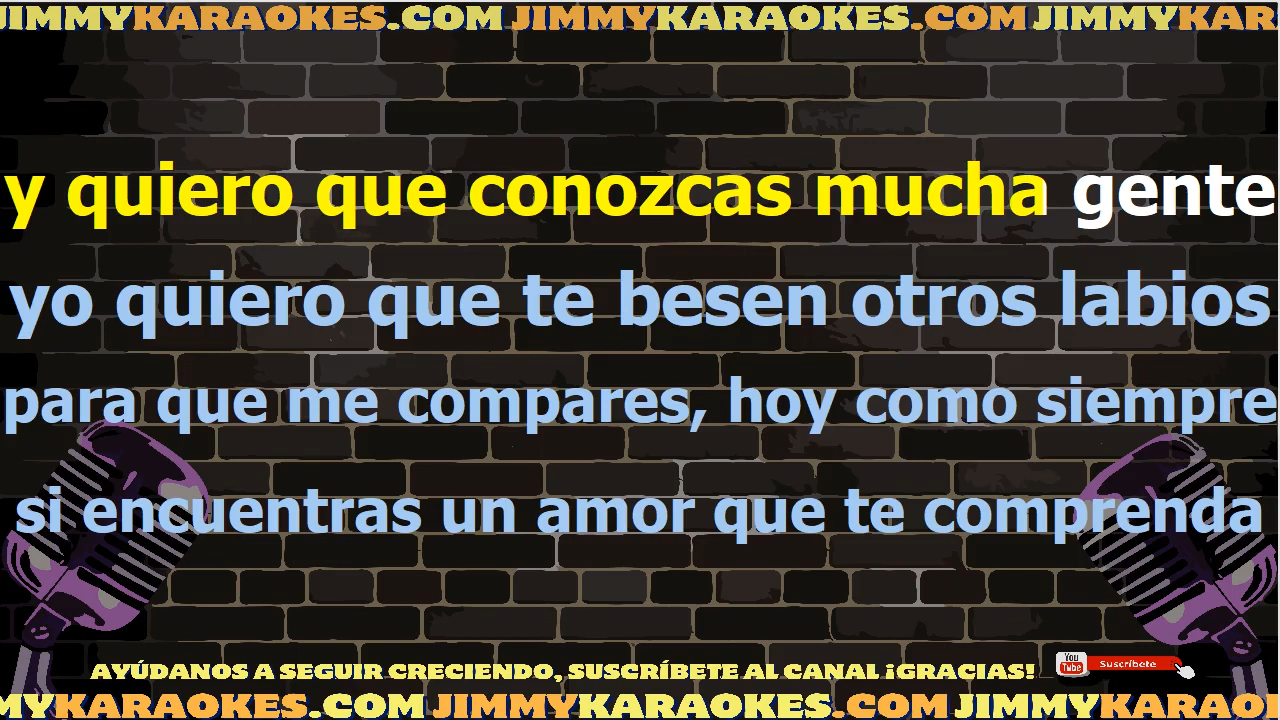 JIMMYKARAOKES.COM JIMMYKARAOKES.COM JIMMYKAR
y quiero que conozcas mucha gente
yo quiero que te besen otros labios
para que me compares, hoy como siempre
si encuentras un amor que te comprenda
AYÚDANOS A SEGUIR CRECIENDO, SUSCRÍBETE AL CANAL ¡GRACIAS!
You Tube Suscríbete
MYKARAOKES.COM JIMMYKARAOKES.COM JIMMYKARAOK